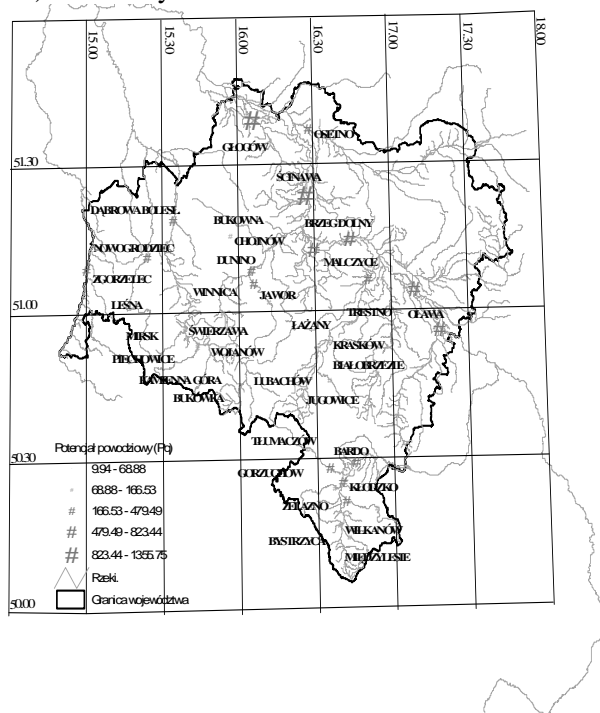 15.00
15.30
16.00
16.30
17.00
17.30
18.00
OSETNO
GŁOGÓW
51.30
ŚCINAWA
DĄBROWA BOLESŁ.
BUKOWNA
BRZEG DOLNY
CHOJNÓW
NOWOGRODZIEC
DUNINO
MALCZYCE
ZGORZELEC
WINNICA
JAWOR
LEŚNA
51.00
TRESTNO
OŁAWA
ŁAŻANY
MIRSK
ŚWIERZAWA
KRASKÓW
PIECHOWICE
WOJANÓW
BIAŁOBRZEZIE
KAMIENNA GÓRA
LUBACHÓW
BUKÓWKA
JUGOWICE
TŁUMACZÓW
Potencjał powodziowy (Pq)
BARDO
50.30
9.94 - 68.88
GORZUCHÓW
68.88 - 166.53
KŁODZKO
166.53 - 479.49
ŻELAZNO
479.49 - 823.44
WILKANÓW
BYSTRZYCA
823.44 - 1355.75
MIĘDZYLESIE
Rzeki.
50.00
Granica województwa